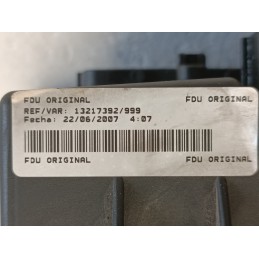 FDU ORIGINAL FDU ORIGINAL
REF/VAR: 13217392/999
Fecha: 22/06/2007 4:07
FDU ORIGINAL FDU ORIGINAL